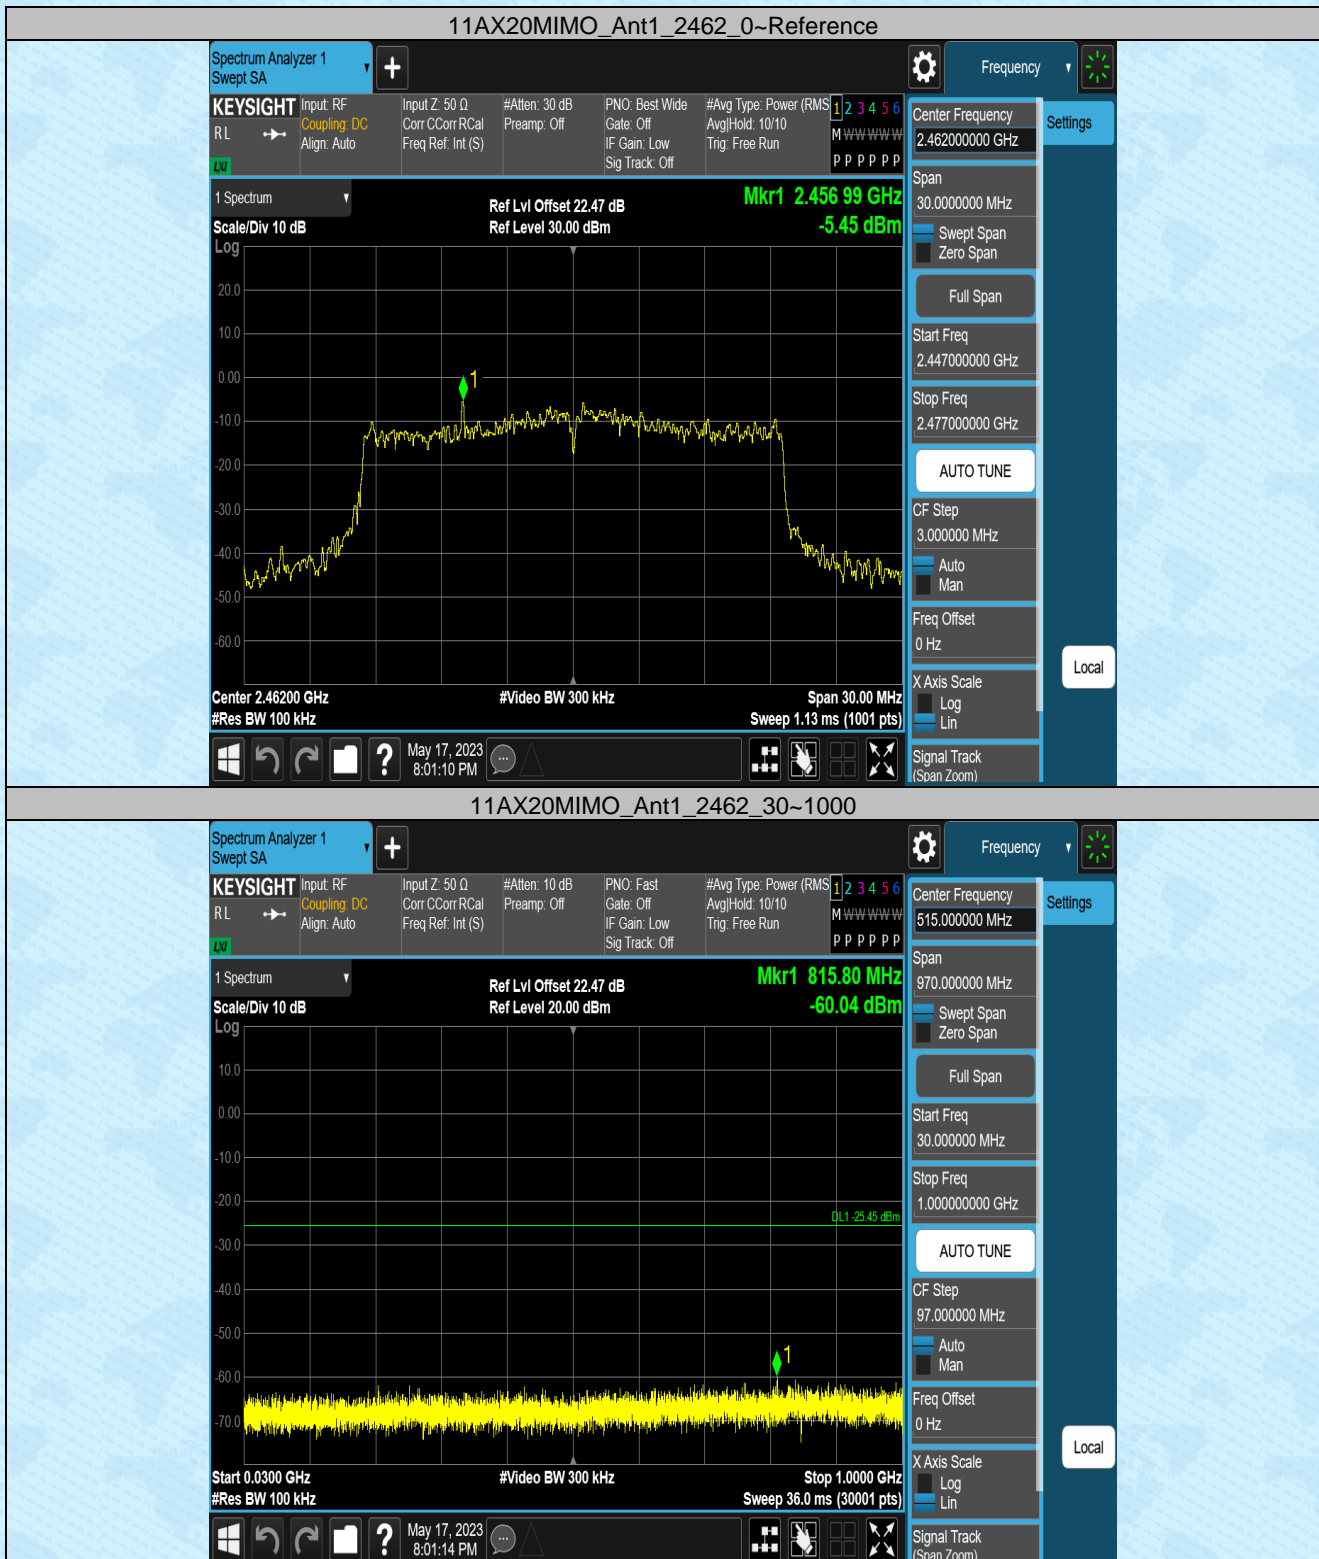 11AX20MIMO_Ant1_2462_0~Reference
Spectrum Analyzer 1
Swept SA
Frequency
KEYSIGHT
RL
LXI
Input: RF
Coupling: DC
Align: Auto
Input Z: 50 Ω
Corr CCorr RCal
Freq Ref: Int (S)
#Atten: 30 dB
Preamp: Off
PNO: Best Wide
Gate: Off
IF Gain: Low
Sig Track: Off
#Avg Type: Power (RMS
Avg|Hold: 10/10
Trig: Free Run
1 2 3 4 5 6
M W W W W W
P P P P P P
Center Frequency
2.462000000 GHz
Settings
1 Spectrum
Scale/Div 10 dB
Log
Ref Lvl Offset 22.47 dB
Ref Level 30.00 dBm
Mkr1 2.456 99 GHz
-5.45 dBm
Span
30.0000000 MHz
Swept Span
Zero Span
Full Span
Start Freq
2.447000000 GHz
Stop Freq
2.477000000 GHz
AUTO TUNE
CF Step
3.000000 MHz
Auto
Man
Freq Offset
0 Hz
X Axis Scale
Log
Lin
Signal Track
(Span Zoom)
Local
20.0
10.0
0.00
-10.0
-20.0
-30.0
-40.0
-50.0
-60.0
1
Center 2.46200 GHz
#Res BW 100 kHz
#Video BW 300 kHz
Span 30.00 MHz
Sweep 1.13 ms (1001 pts)
?
May 17, 2023
8:01:10 PM
11AX20MIMO_Ant1_2462_30~1000
Spectrum Analyzer 1
Swept SA
Frequency
KEYSIGHT
RL
LXI
Input: RF
Coupling: DC
Align: Auto
Input Z: 50 Ω
Corr CCorr RCal
Freq Ref: Int (S)
#Atten: 10 dB
Preamp: Off
PNO: Fast
Gate: Off
IF Gain: Low
Sig Track: Off
#Avg Type: Power (RMS
Avg|Hold: 10/10
Trig: Free Run
1 2 3 4 5 6
M W W W W W
P P P P P P
Center Frequency
515.000000 MHz
Settings
1 Spectrum
Scale/Div 10 dB
Log
Ref Lvl Offset 22.47 dB
Ref Level 20.00 dBm
Mkr1 815.80 MHz
-60.04 dBm
Span
970.000000 MHz
Swept Span
Zero Span
Full Span
Start Freq
30.000000 MHz
Stop Freq
1.000000000 GHz
AUTO TUNE
CF Step
97.000000 MHz
Auto
Man
Freq Offset
0 Hz
X Axis Scale
Log
Lin
Signal Track
(Span Zoom)
Local
10.0
0.00
-10.0
-20.0
DL1 -25.45 dBm
-30.0
-40.0
-50.0
-60.0
-70.0
1
Start 0.0300 GHz
#Res BW 100 kHz
#Video BW 300 kHz
Stop 1.0000 GHz
Sweep 36.0 ms (30001 pts)
?
May 17, 2023
8:01:14 PM